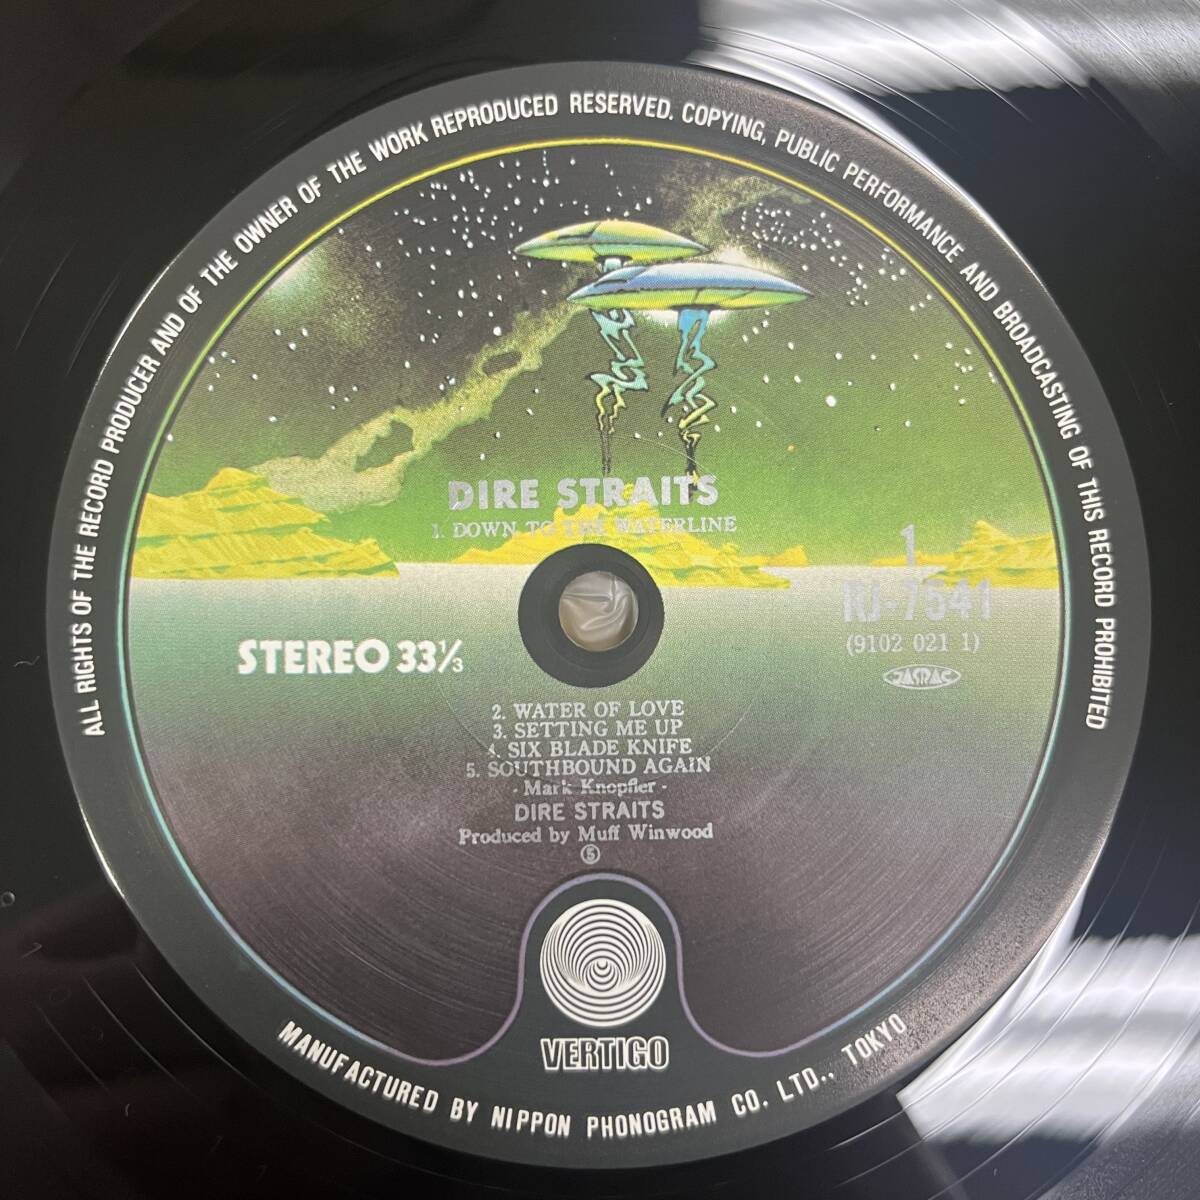 ALL RIGHTS OF THE RECORD PRODUCER AND OF THE OWNER OF THE WORK REPRODUCED RESERVED. COPYING, PUBLIC PERFORMANCE AND BROADCASTING OF THIS RECORD PROHIBITED
DIRE STRAITS
1. DOWN TO THE WATERLINE
1
RJ-7541
(9102 021 1)
JASRAC
STEREO 33⅓
2. WATER OF LOVE
3. SETTING ME UP
4. SIX BLADE KNIFE
5. SOUTHBOUND AGAIN
- Mark Knopfler -
DIRE STRAITS
Produced by Muff Winwood
⑤
VERTIGO
MANUFACTURED BY NIPPON PHONOGRAM CO. LTD., TOKYO